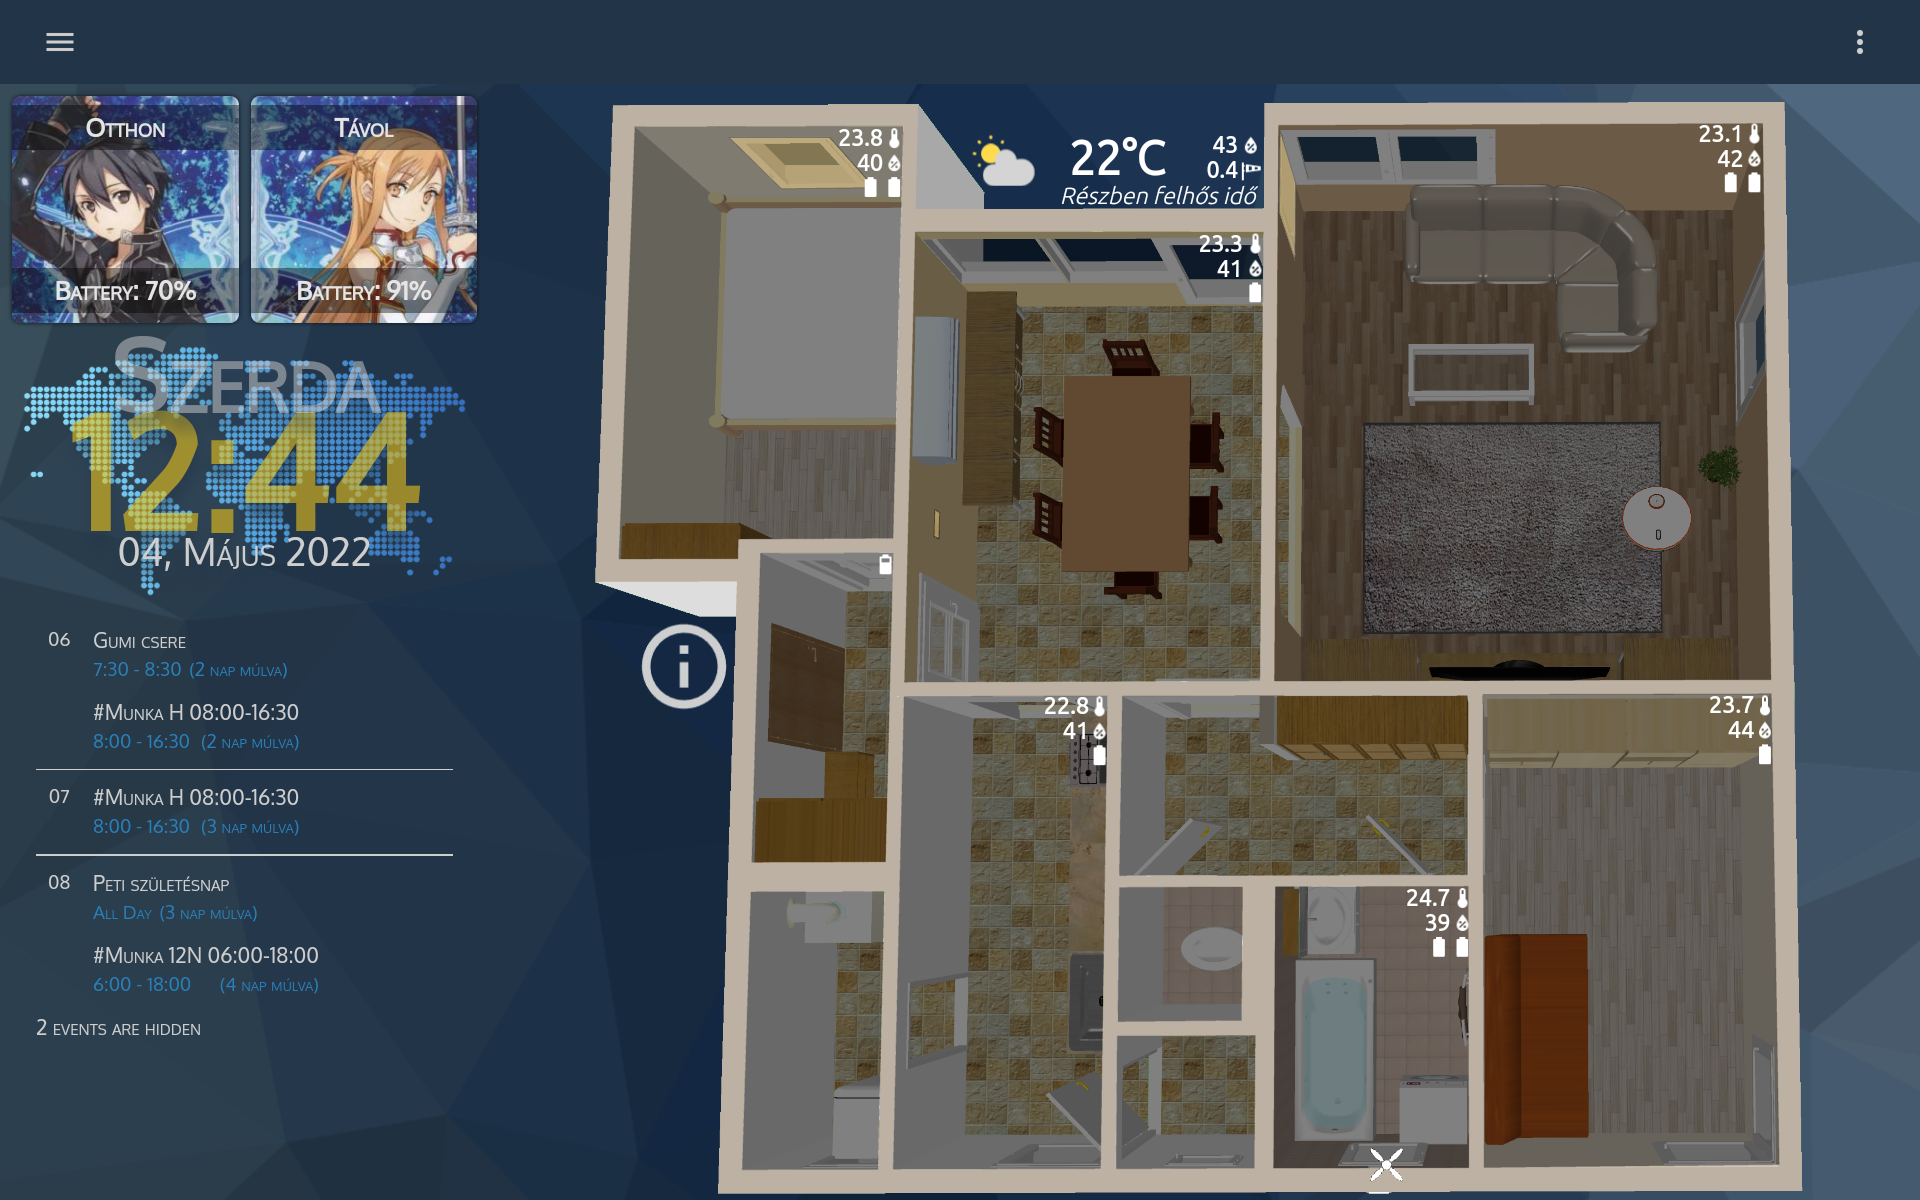 Otthon
Távol
Battery: 70%
Battery: 91%
Szerda
12:44
04, Május 2022
06 Gumi csere
7:30 - 8:30 (2 nap múlva)
#Munka H 08:00-16:30
8:00 - 16:30 (2 nap múlva)
07 #Munka H 08:00-16:30
8:00 - 16:30 (3 nap múlva)
08 Peti születésnap
All Day (3 nap múlva)
#Munka 12N 06:00-18:00
6:00 - 18:00 (4 nap múlva)
2 events are hidden
23.8
40
22°C
43
0.4
Részben felhős idő
23.1
42
23.3
41
22.8
41
23.7
44
24.7
39